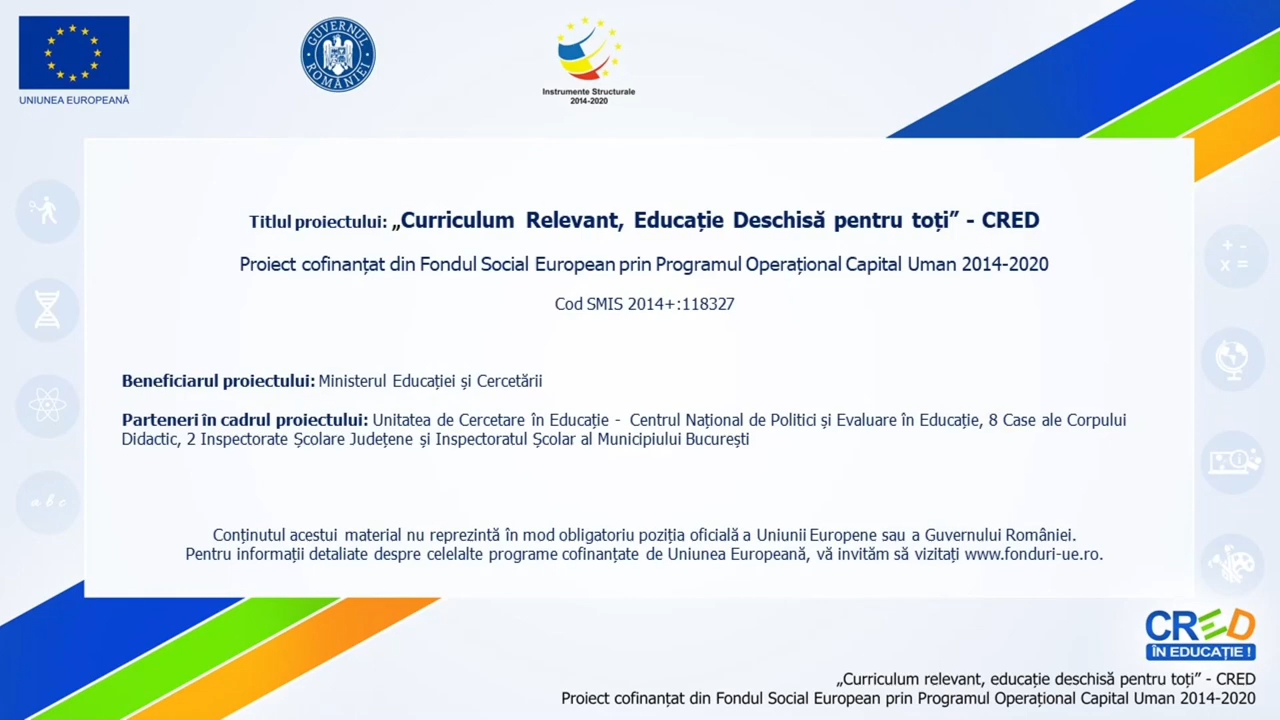 UNIUNEA EUROPEANĂ
GUVERNUL ROMÂNIEI
Instrumente Structurale
2014-2020
Titlul proiectului: „Curriculum Relevant, Educație Deschisă pentru toți” - CRED
Proiect cofinanțat din Fondul Social European prin Programul Operațional Capital Uman 2014-2020
Cod SMIS 2014+:118327
Beneficiarul proiectului: Ministerul Educației și Cercetării
Parteneri în cadrul proiectului: Unitatea de Cercetare în Educație - Centrul Național de Politici și Evaluare în Educație, 8 Case ale Corpului
Didactic, 2 Inspectorate Școlare Județene și Inspectoratul Școlar al Municipiului București
Conținutul acestui material nu reprezintă în mod obligatoriu poziția oficială a Uniunii Europene sau a Guvernului României.
Pentru informații detaliate despre celelalte programe cofinanțate de Uniunea Europeană, vă invităm să vizitați www.fonduri-ue.ro.
+ -
x =
a b c
CRED
ÎN EDUCAȚIE !
„Curriculum relevant, educație deschisă pentru toți” - CRED
Proiect cofinanțat din Fondul Social European prin Programul Operațional Capital Uman 2014-2020